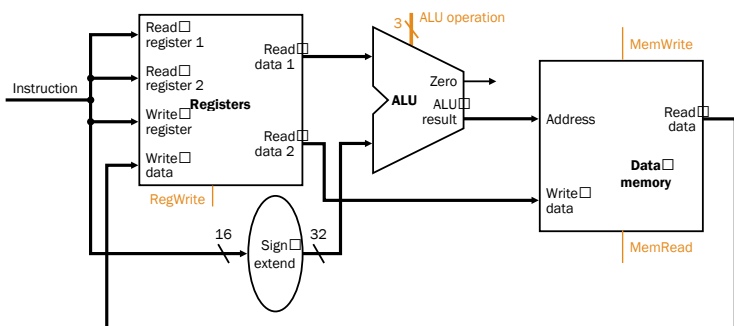 Instruction
Read
register 1
Read
register 2
Write
register
Write
data
Registers
Read
data 1
Read
data 2
RegWrite
16
Sign
extend
32
3
ALU operation
Zero
ALU
ALU
result
MemWrite
Address
Read
data
Data
memory
Write
data
MemRead